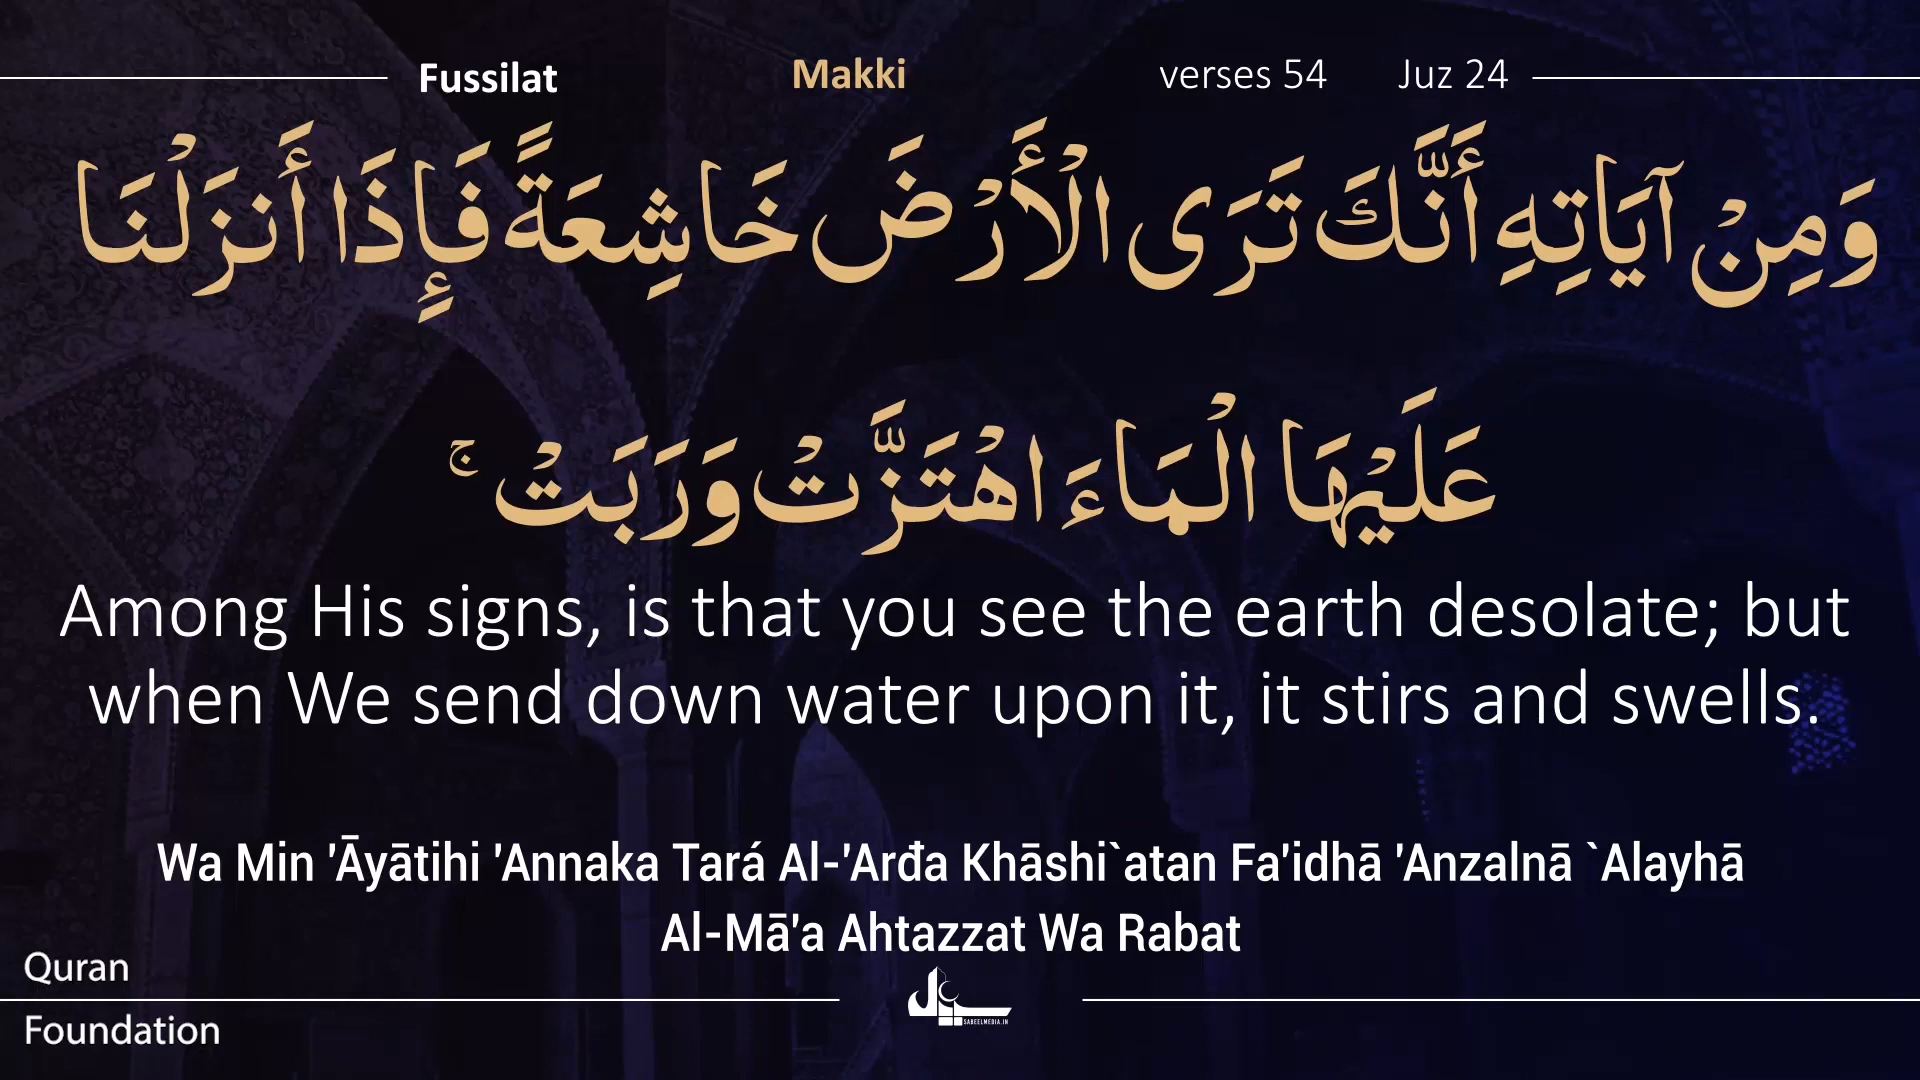 Fussilat Makki verses 54 Juz 24
وَمِنْ آيَاتِهِ أَنَّكَ تَرَى الْأَرْضَ خَاشِعَةً فَإِذَا أَنزَلْنَا
عَلَيْهَا الْمَاءَ اهْتَزَّتْ وَرَبَتْ ۚ
Among His signs, is that you see the earth desolate; but
when We send down water upon it, it stirs and swells.
Wa Min 'Āyātihi 'Annaka Tará Al-'Arđa Khāshi`atan Fa'idhā 'Anzalnā `Alayhā
Al-Mā'a Ahtazzat Wa Rabat
Quran
Foundation
SABEELMEDIA.IN